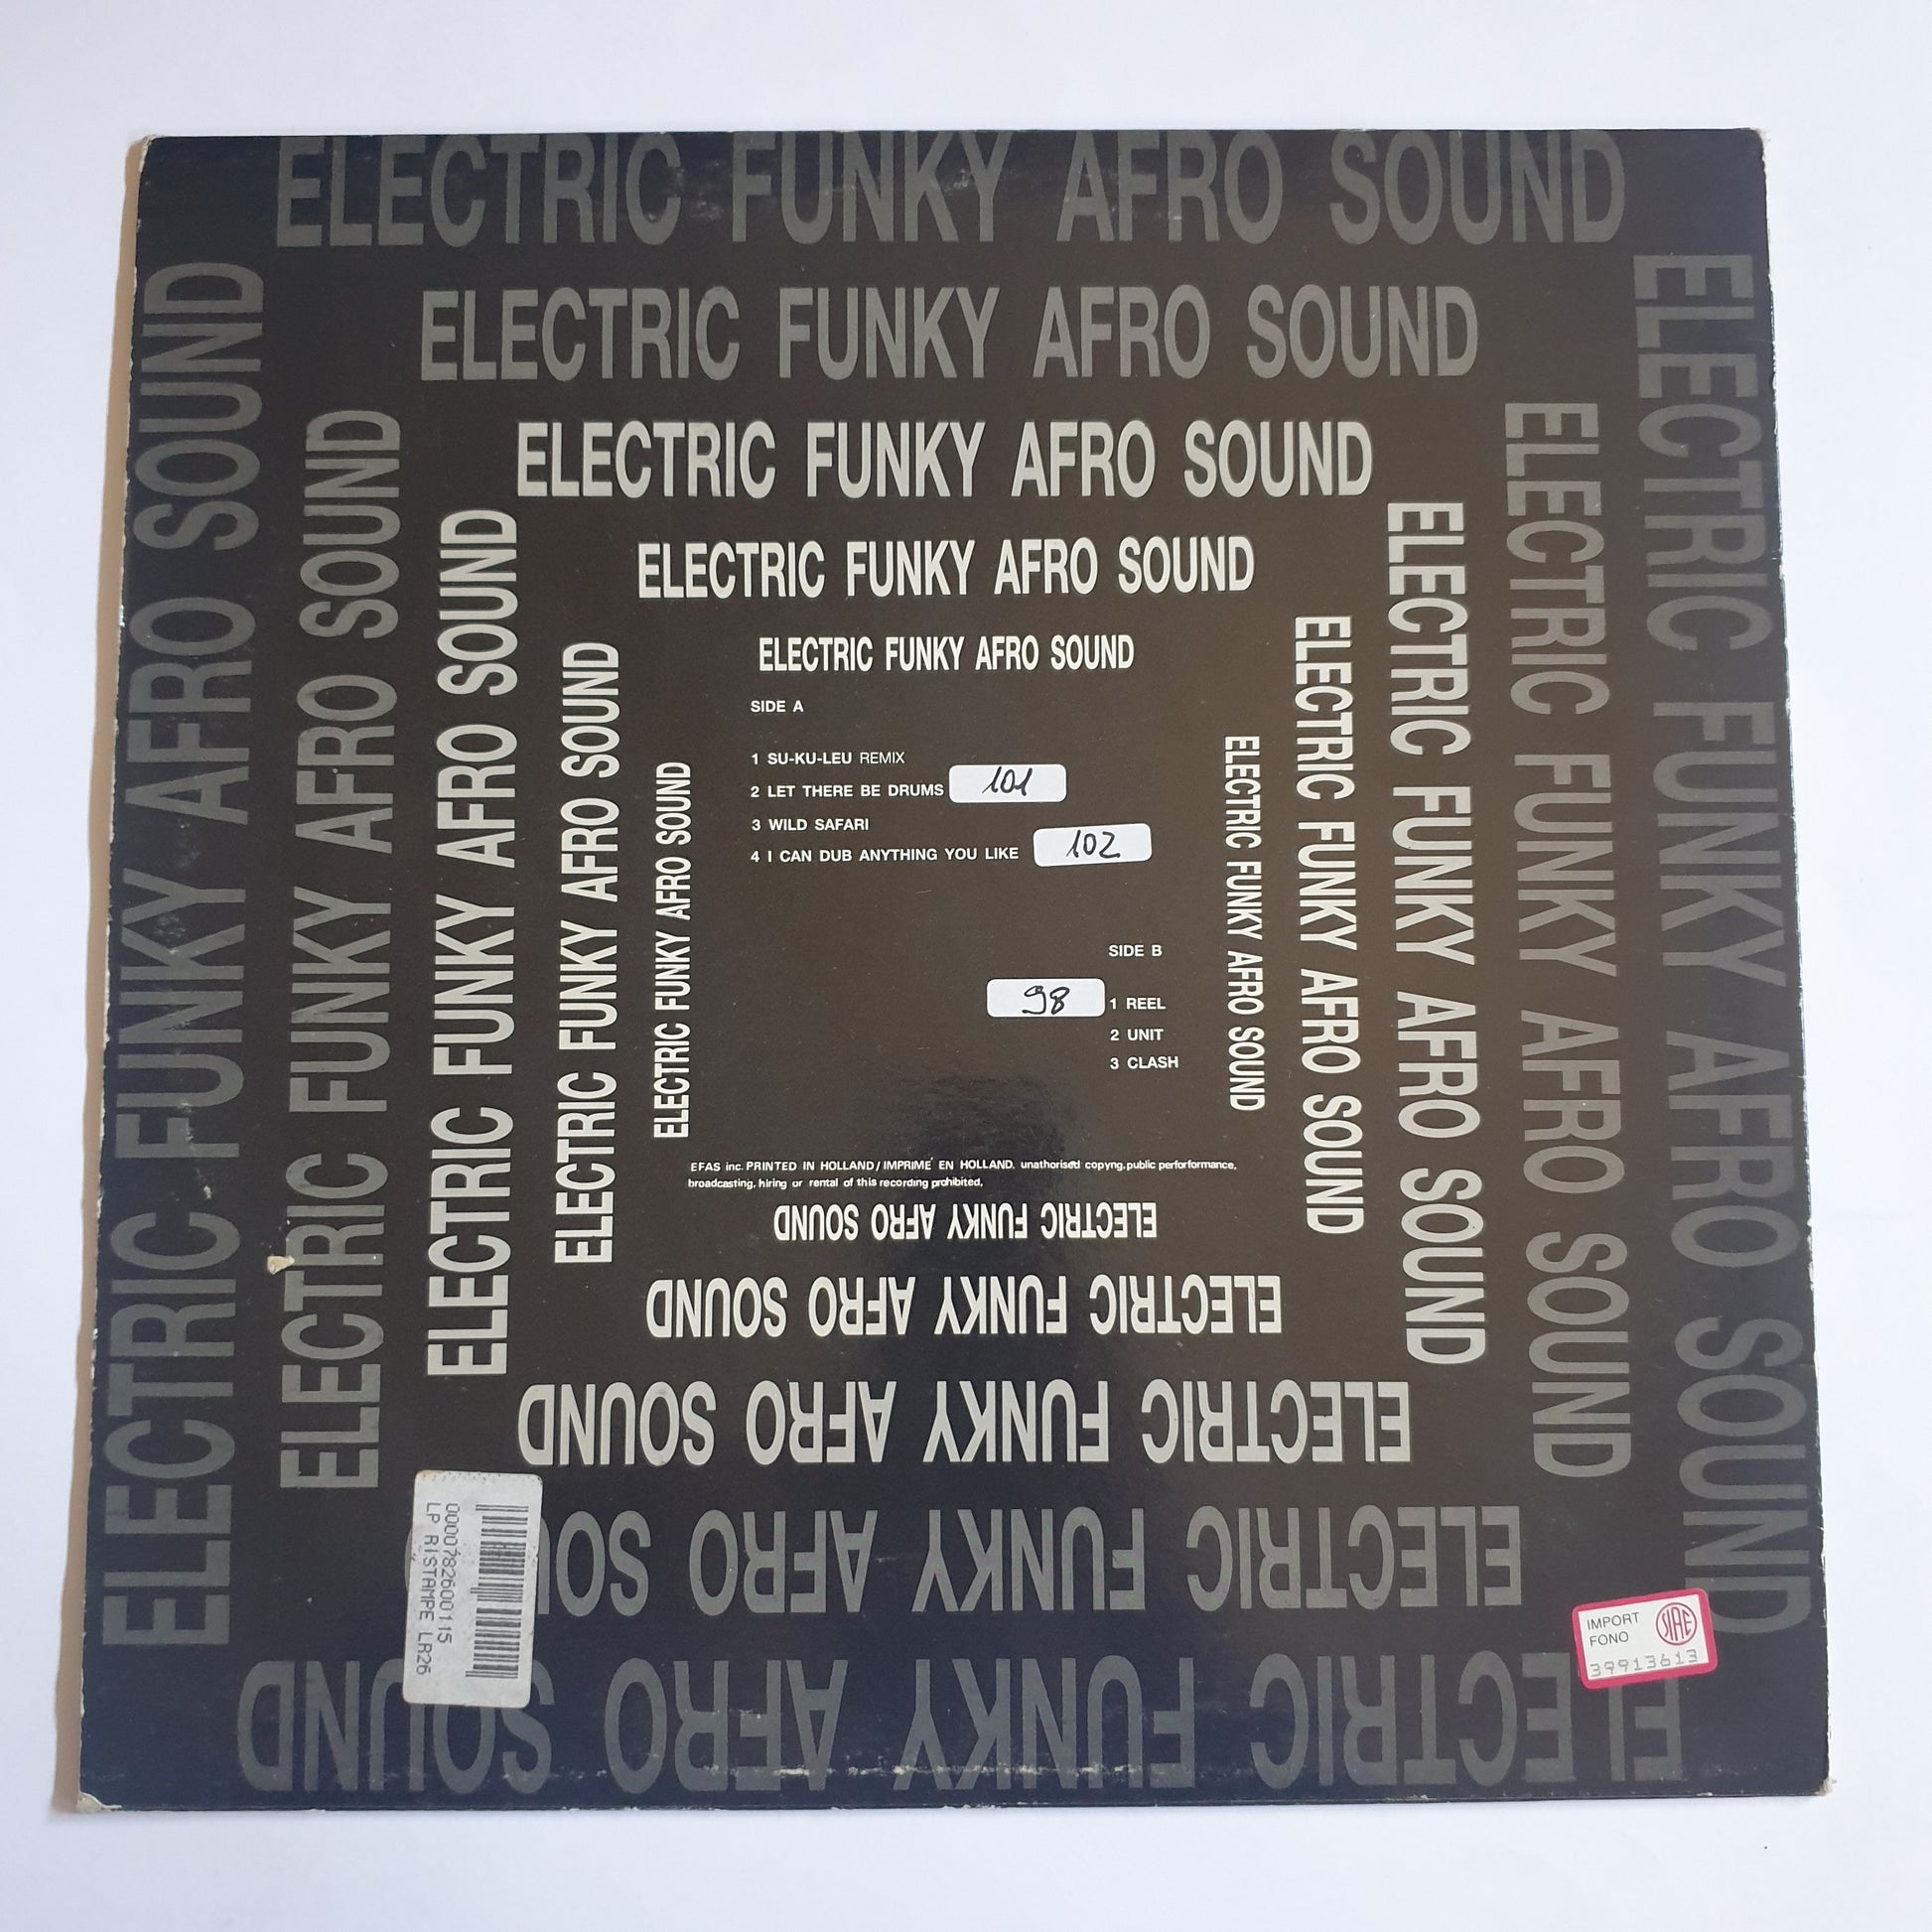 ELECTRIC FUNKY AFRO SOUND
ELECTRIC FUNKY AFRO SOUND
ELECTRIC FUNKY AFRO SOUND
ELECTRIC FUNKY AFRO SOUND
ELECTRIC FUNKY AFRO SOUND
ELECTRIC FUNKY AFRO SOUND
ELECTRIC FUNKY AFRO SOUND
ELECTRIC FUNKY AFRO SOUND
ELECTRIC FUNKY AFRO SOUND
ELECTRIC FUNKY AFRO SOUND
SIDE A
1 SU-KU-LEU REMIX
2 LET THERE BE DRUMS 101
3 WILD SAFARI
4 I CAN DUB ANYTHING YOU LIKE 102
SIDE B
98 1 REEL
2 UNIT
3 CLASH
EFAS inc. PRINTED IN HOLLAND / IMPRIMÉ EN HOLLAND. unauthorised copyng, public perforformance,
broadcasting, hiring or rental of this recording prohibited,
ELECTRIC FUNKY AFRO SOUND
ELECTRIC FUNKY AFRO SOUND
ELECTRIC FUNKY AFRO SOUND
ELECTRIC FUNKY AFRO SOUND
ELECTRIC FUNKY AFRO SOUND
ELECTRIC FUNKY AFRO SOUND
ELECTRIC FUNKY AFRO SOUND
ELECTRIC FUNKY AFRO SOUND
ELECTRIC FUNKY AFRO SOU
ELECTRIC FUNKY AFRO SOUND
0000782600115
LP RISTAMPE LR26
IMPORT
FONO
SIAE
39913613